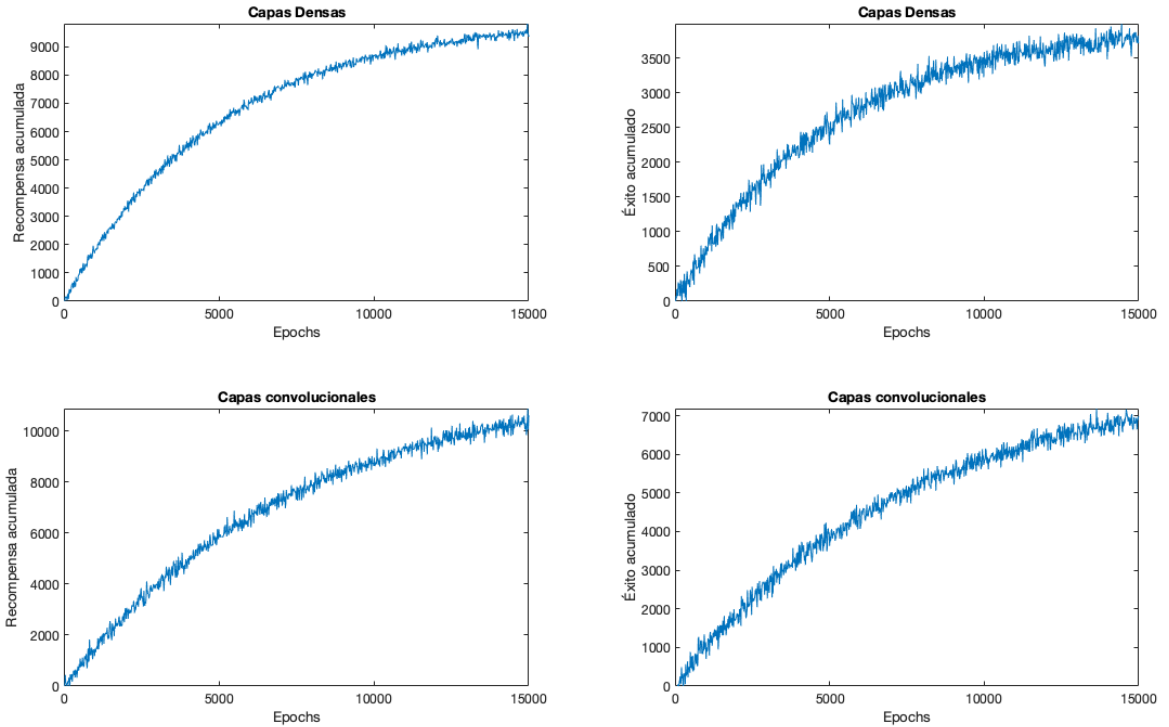 Capas Densas
Recompensa acumulada
9000
8000
7000
6000
5000
4000
3000
2000
1000
0
0 5000 10000 15000
Epochs
Capas Densas
Éxito acumulado
3500
3000
2500
2000
1500
1000
500
0
0 5000 10000 15000
Epochs
Capas convolucionales
Recompensa acumulada
10000
8000
6000
4000
2000
0
0 5000 10000 15000
Epochs
Capas convolucionales
Éxito acumulado
7000
6000
5000
4000
3000
2000
1000
0
0 5000 10000 15000
Epochs